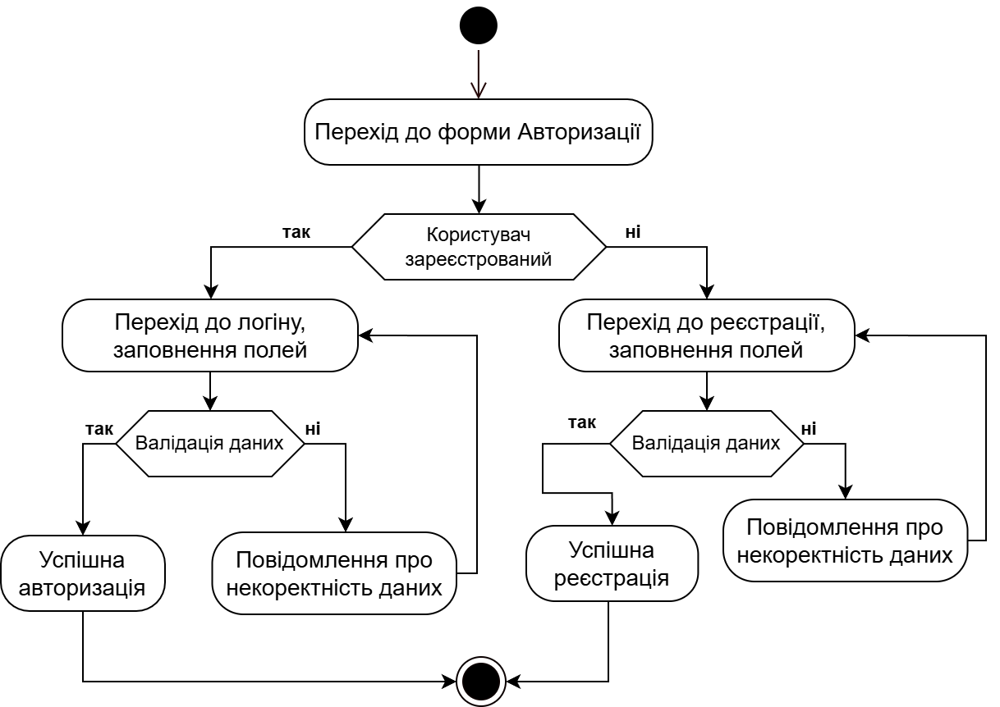 Перехід до форми Авторизації
так
Користувач
зареєстрований
ні
Перехід до логіну,
заповнення полей
Перехід до реєстрації,
заповнення полей
так
Валідація даних
ні
так
Валідація даних
ні
Успішна
авторизація
Повідомлення про
некоректність даних
Успішна
реєстрація
Повідомлення про
некоректність даних